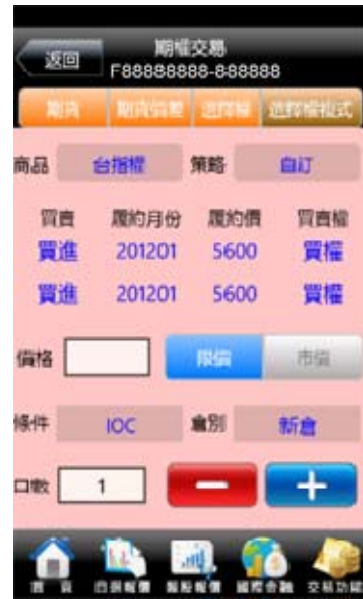 返回 期權交易
F88888888-888888
期貨 期貨價差 選擇權 選擇權複式
商品 台指權 策略 自訂
買賣 履約月份 履約價 買賣權
買進 201201 5600 買權
買進 201201 5600 買權
價格 限價 市價
條件 IOC 倉別 新倉
口數 1
首頁 自選報價 類股報價 國際金融 交易功能